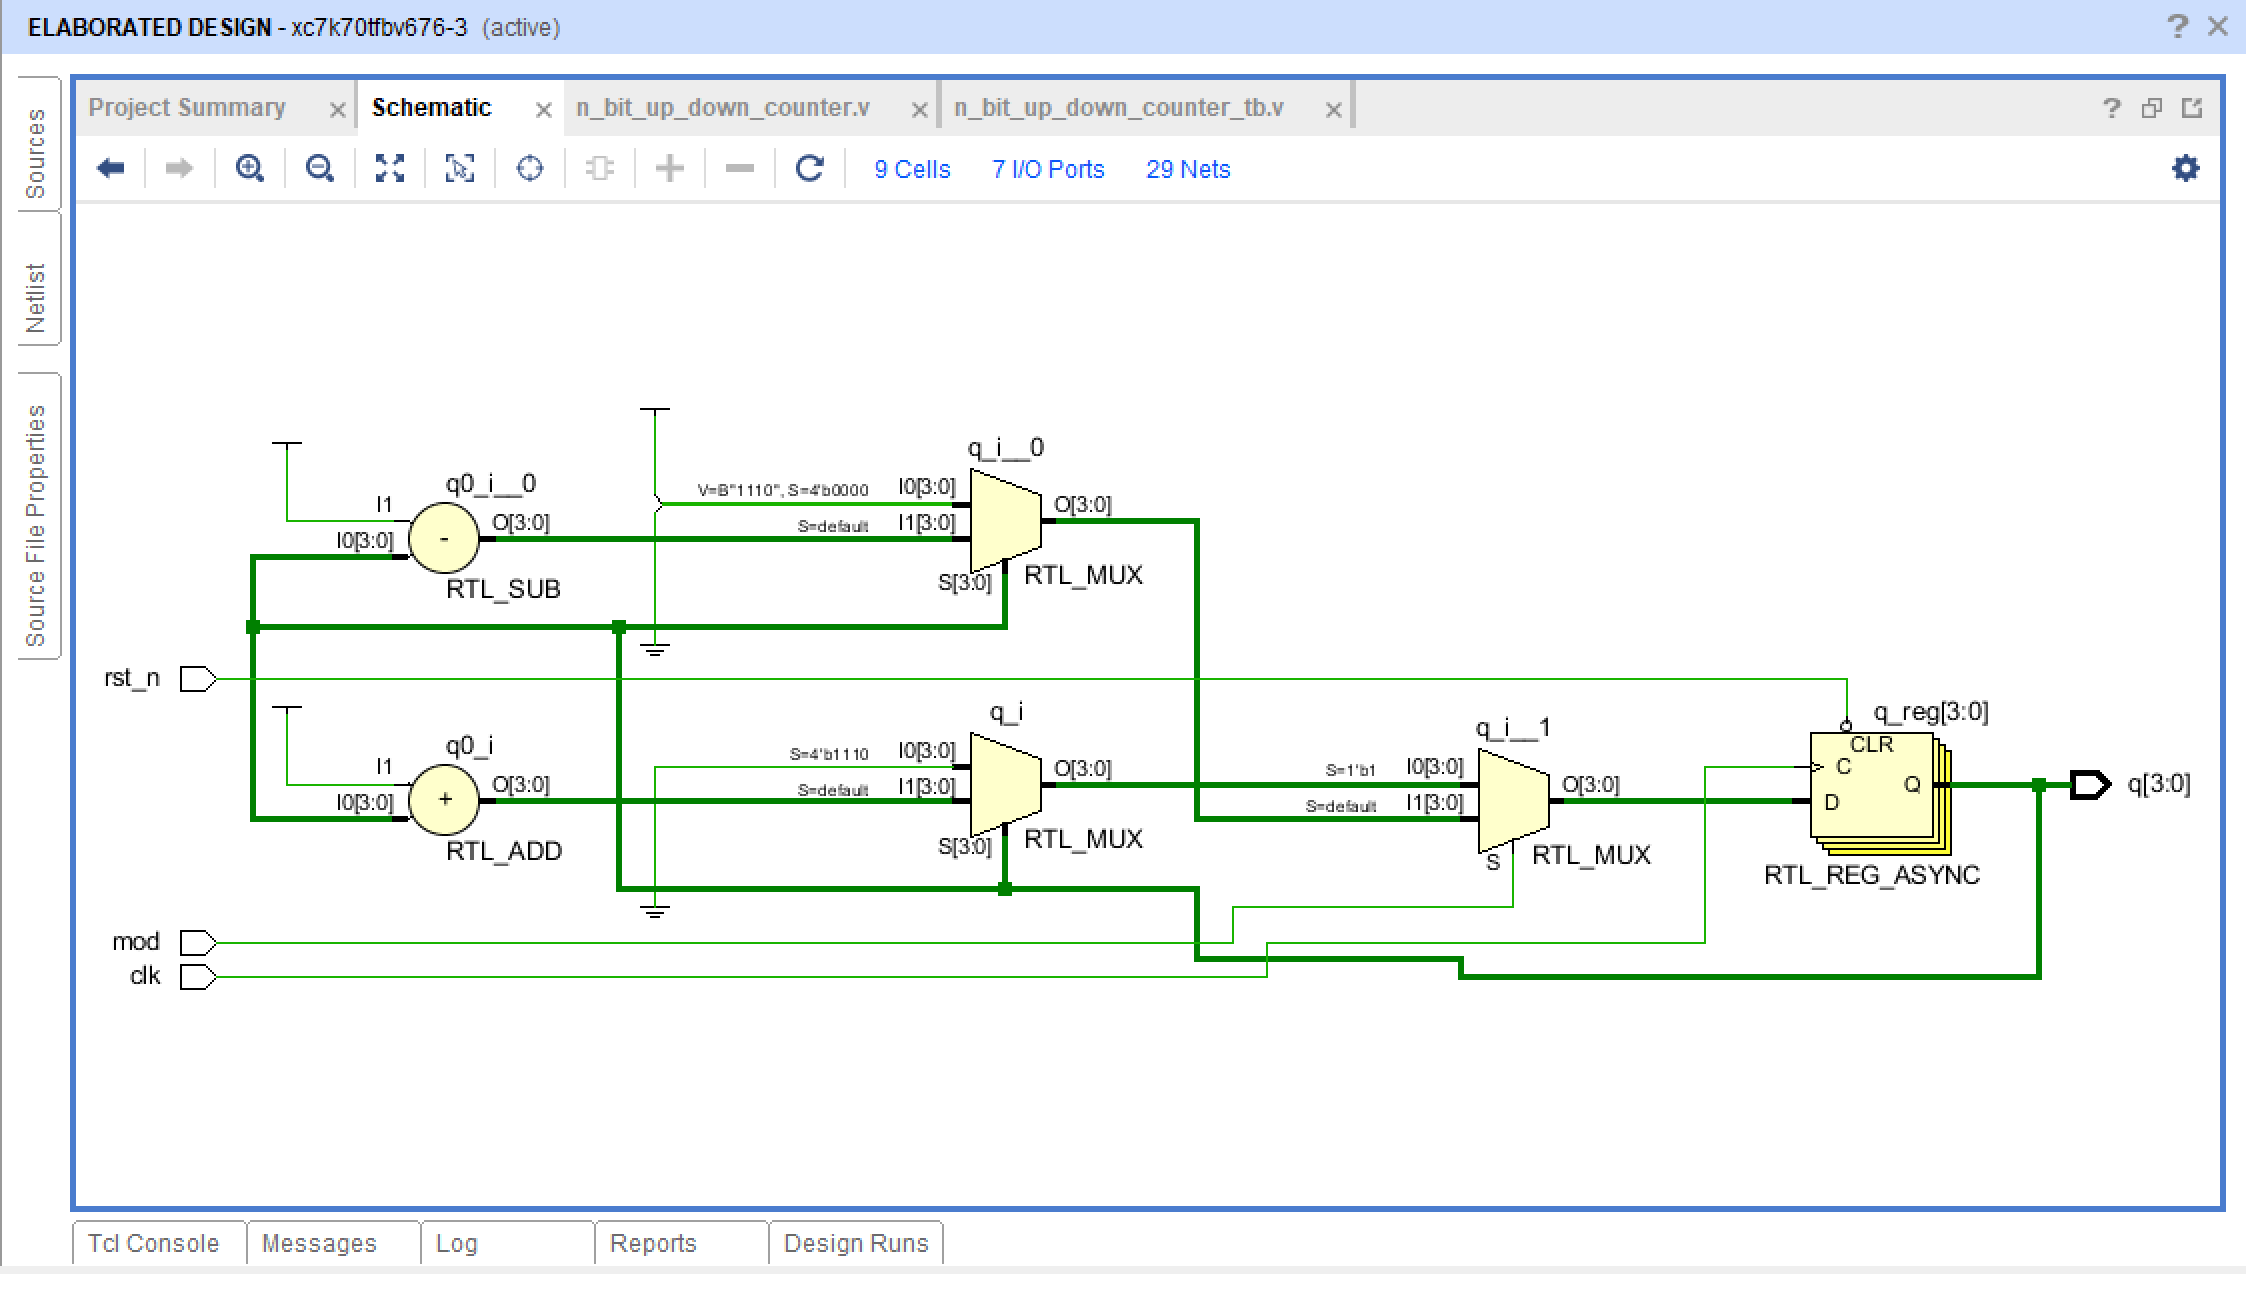 ELABORATED DESIGN - xc7k70tfbv676-3 (active)
Sources
Netlist
Source File Properties
Project Summary
Schematic
n_bit_up_down_counter.v
n_bit_up_down_counter_tb.v
9 Cells
7 I/O Ports
29 Nets
q_i__0
q0_i__0
V=B"1110", S=4'b0000
I0[3:0]
I1
O[3:0]
O[3:0]
S=default
I1[3:0]
I0[3:0]
-
S[3:0]
RTL_MUX
RTL_SUB
rst_n
q_i
q_reg[3:0]
q_i__1
q0_i
CLR
S=4'b1110
I0[3:0]
I1
O[3:0]
S=1'b1
I0[3:0]
C
O[3:0]
S=default
I1[3:0]
O[3:0]
Q
q[3:0]
I0[3:0]
+
S=default
I1[3:0]
D
S[3:0]
RTL_MUX
RTL_ADD
S
RTL_MUX
RTL_REG_ASYNC
mod
clk
Tcl Console
Messages
Log
Reports
Design Runs